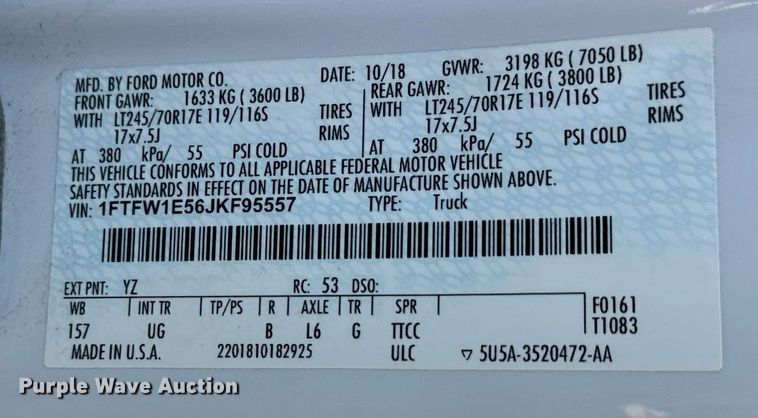 MFD. BY FORD MOTOR CO.
DATE: 10/18 GVWR: 3198 KG ( 7050 LB)
FRONT GAWR: 1633 KG ( 3600 LB) REAR GAWR: 1724 KG ( 3800 LB)
WITH LT245/70R17E 119/116S TIRES WITH LT245/70R17E 119/116S TIRES
17x7.5J RIMS 17x7.5J RIMS
AT 380 kPa/ 55 PSI COLD AT 380 kPa/ 55 PSI COLD
THIS VEHICLE CONFORMS TO ALL APPLICABLE FEDERAL MOTOR VEHICLE
SAFETY STANDARDS IN EFFECT ON THE DATE OF MANUFACTURE SHOWN ABOVE.
VIN: 1FTFW1E56JKF95557 TYPE: Truck
EXT PNT: YZ RC: 53 DSO:
WB INT TR TP/PS R AXLE TR SPR F0161
157 UG B L6 G TTCC T1083
MADE IN U.S.A. 2201810182925 ULC ▽ 5U5A-3520472-AA
Purple Wave Auction